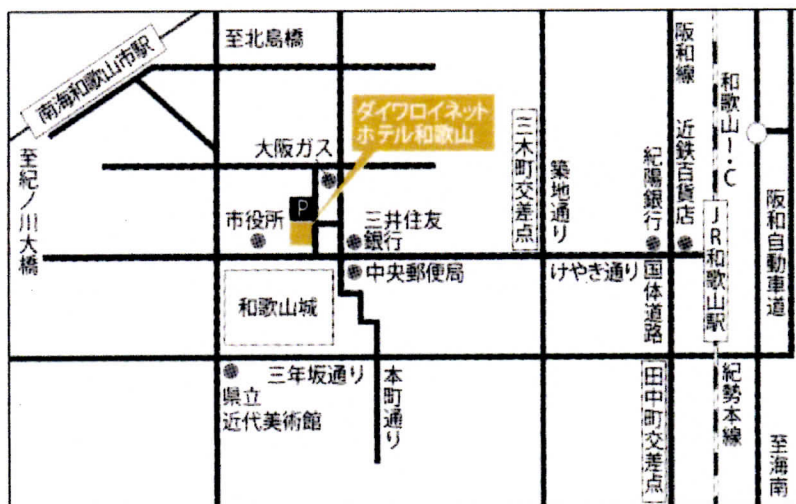 至北島橋
南海和歌山市駅
至紀ノ川大橋
ダイワロイネット
ホテル和歌山
大阪ガス
P
市役所
三井住友
銀行
中央郵便局
和歌山城
三年坂通り
県立
近代美術館
本町通り
三木町交差点
築地通り
けやき通り
紀陽銀行
国体道路
田中町交差点
阪和線
近鉄百貨店
和歌山I.C
JR和歌山駅
紀勢本線
阪和自動車道
至海南